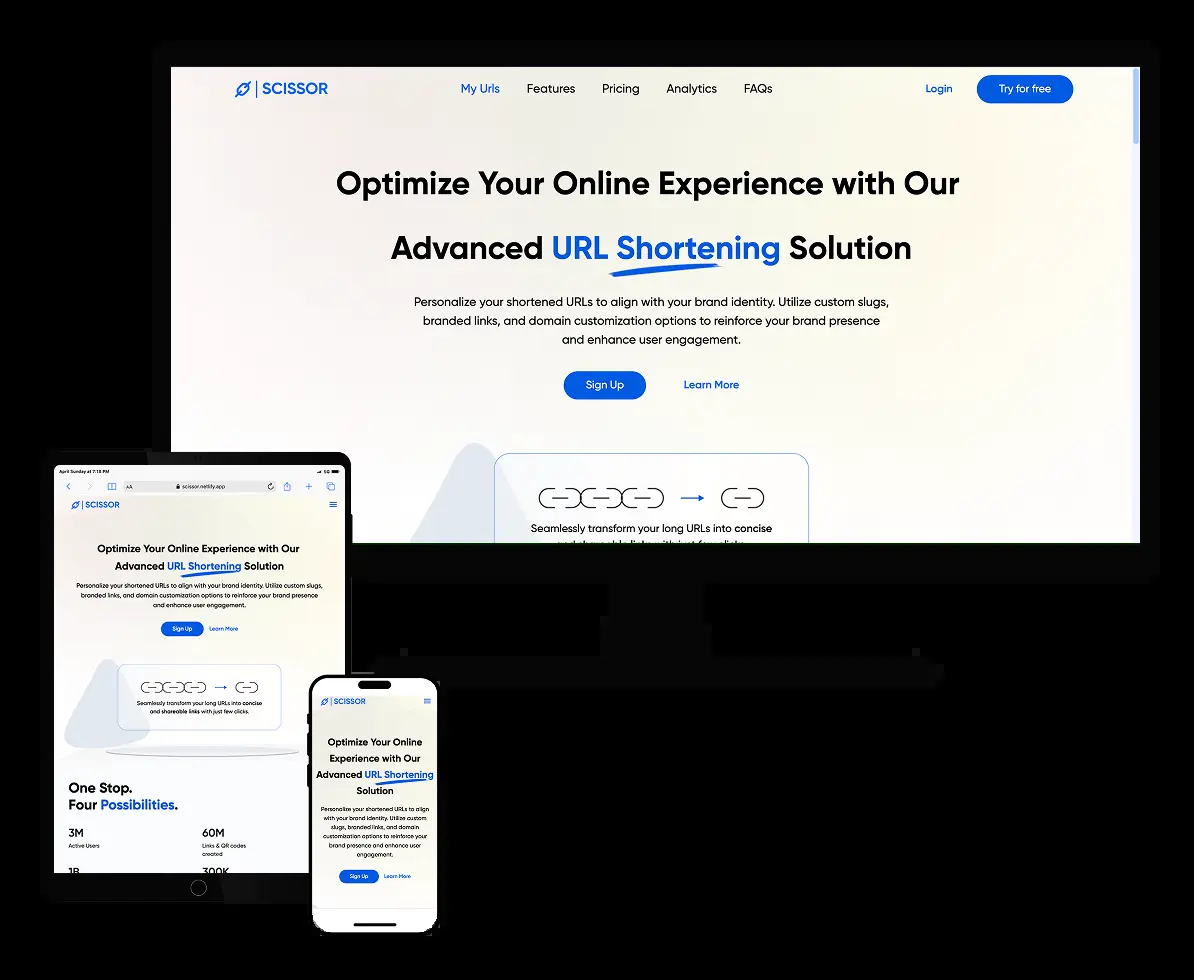 SCISSOR
My Urls Features Pricing Analytics FAQs
Login Try for free
Optimize Your Online Experience with Our
Advanced URL Shortening Solution
Personalize your shortened URLs to align with your brand identity. Utilize custom slugs,
branded links, and domain customization options to reinforce your brand presence
and enhance user engagement.
Sign Up Learn More
Seamlessly transform your long URLs into concise
and shareable links with just few clicks.
April Sunday at 7:18 PM 5G
AA scissor.netlify.app
SCISSOR
Optimize Your Online Experience with Our
Advanced URL Shortening Solution
Personalize your shortened URLs to align with your brand identity. Utilize custom slugs,
branded links, and domain customization options to reinforce your brand presence
and enhance user engagement.
Sign Up Learn More
Seamlessly transform your long URLs into concise
and shareable links with just few clicks.
One Stop.
Four Possibilities.
3M 60M
Active Users Links & QR codes
created
1B 300K
SCISSOR
Optimize Your Online
Experience with Our
Advanced URL Shortening
Solution
Personalize your shortened URLs to align
with your brand identity. Utilize custom
slugs, branded links, and domain
customization options to reinforce your
brand presence and enhance user
engagement.
Sign Up Learn More